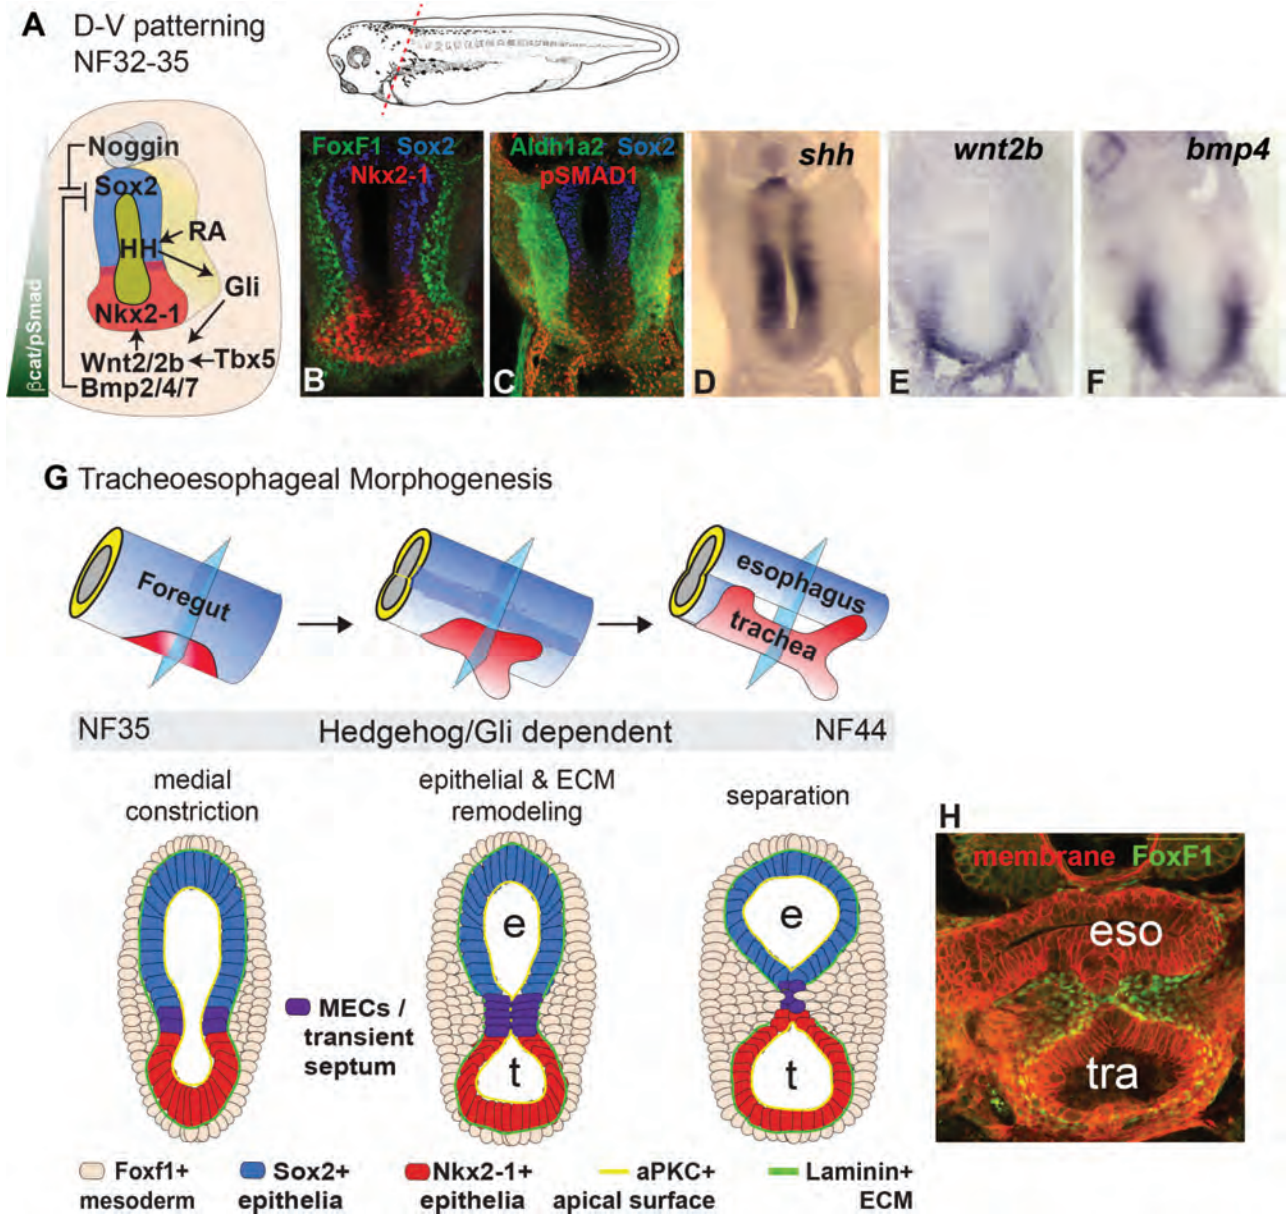 A D-V patterning
NF32-35
Noggin
Sox2
HH
RA
Gli
Nkx2-1
Wnt2/2b
Tbx5
Bmp2/4/7
βcat/pSmad
FoxF1 Sox2
Nkx2-1
B
Aldh1a2 Sox2
pSMAD1
C
shh
D
wnt2b
E
bmp4
F
G Tracheoesophageal Morphogenesis
Foregut
esophagus
trachea
NF35 Hedgehog/Gli dependent NF44
medial
constriction
epithelial & ECM
remodeling
separation
e
t
e
t
MECs /
transient
septum
H
membrane FoxF1
eso
tra
Foxf1+
mesoderm
Sox2+
epithelia
Nkx2-1+
epithelia
aPKC+
apical surface
Laminin+
ECM